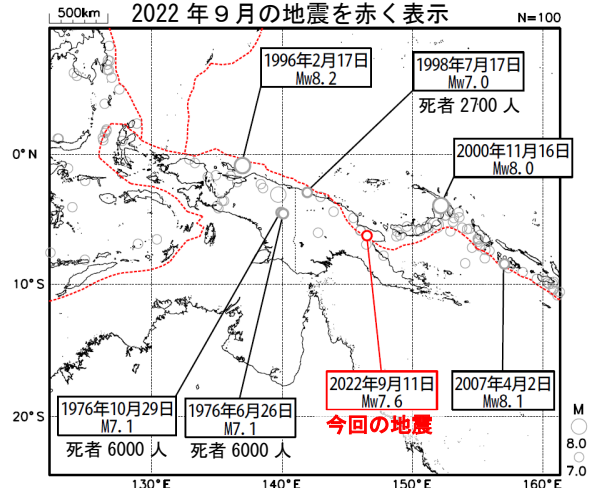 2022年９月の地震を赤く表示
500km
N=100
1996年2月17日
Mw8.2
1998年7月17日
Mw7.0
死者 2700 人
2000年11月16日
Mw8.0
0°N
10°S
20°S
1976年10月29日
M7.1
死者 6000 人
1976年6月26日
M7.1
死者 6000 人
2022年9月11日
Mw7.6
今回の地震
2007年4月2日
Mw8.1
M
8.0
7.0
130°E
140°E
150°E
160°E